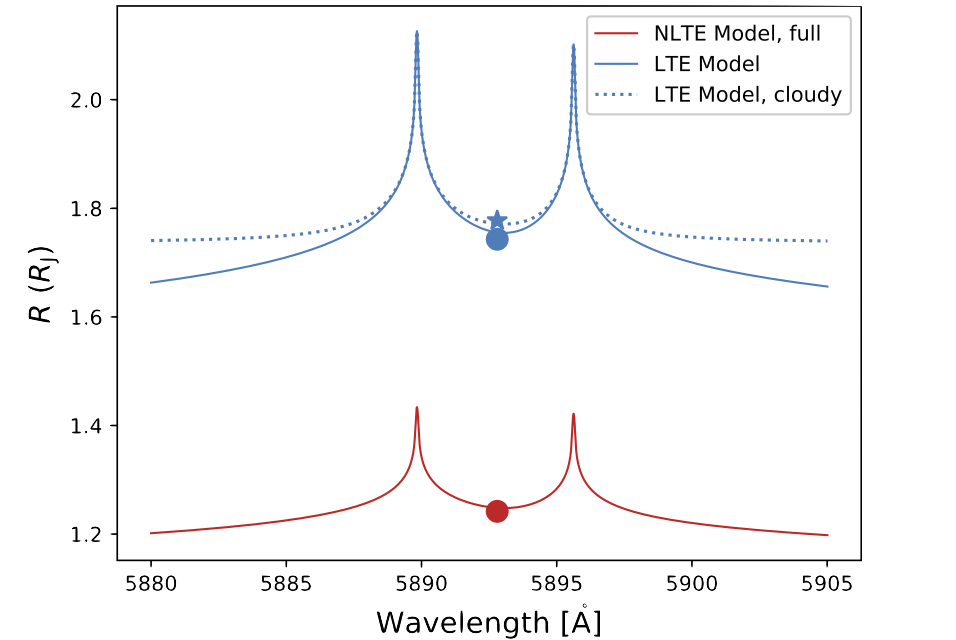 NLTE Model, full
LTE Model
LTE Model, cloudy
R (R_J)
2.0
1.8
1.6
1.4
1.2
5880 5885 5890 5895 5900 5905
Wavelength [Å]